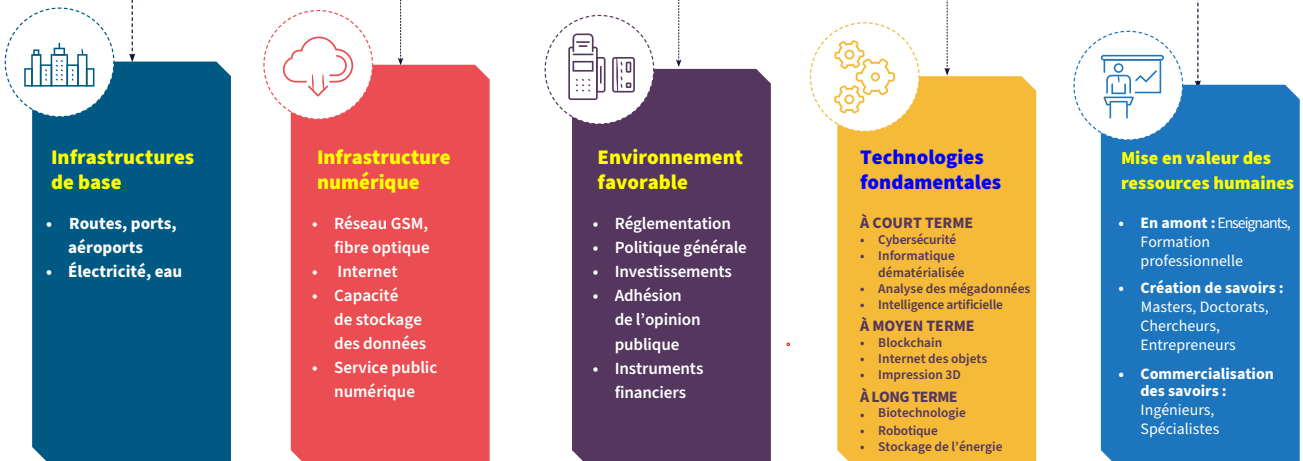 Infrastructures
de base
• Routes, ports,
aéroports
• Électricité, eau
Infrastructure
numérique
• Réseau GSM,
fibre optique
• Internet
• Capacité
de stockage
des données
• Service public
numérique
Environnement
favorable
• Réglementation
• Politique générale
• Investissements
• Adhésion
de l’opinion
publique
• Instruments
financiers
Technologies
fondamentales
À COURT TERME
• Cybersécurité
• Informatique
dématérialisée
• Analyse des mégadonnées
• Intelligence artificielle
À MOYEN TERME
• Blockchain
• Internet des objets
• Impression 3D
À LONG TERME
• Biotechnologie
• Robotique
• Stockage de l’énergie
Mise en valeur des
ressources humaines
• En amont : Enseignants,
Formation
professionnelle
• Création de savoirs :
Masters, Doctorats,
Chercheurs,
Entrepreneurs
• Commercialisation
des savoirs :
Ingénieurs,
Spécialistes